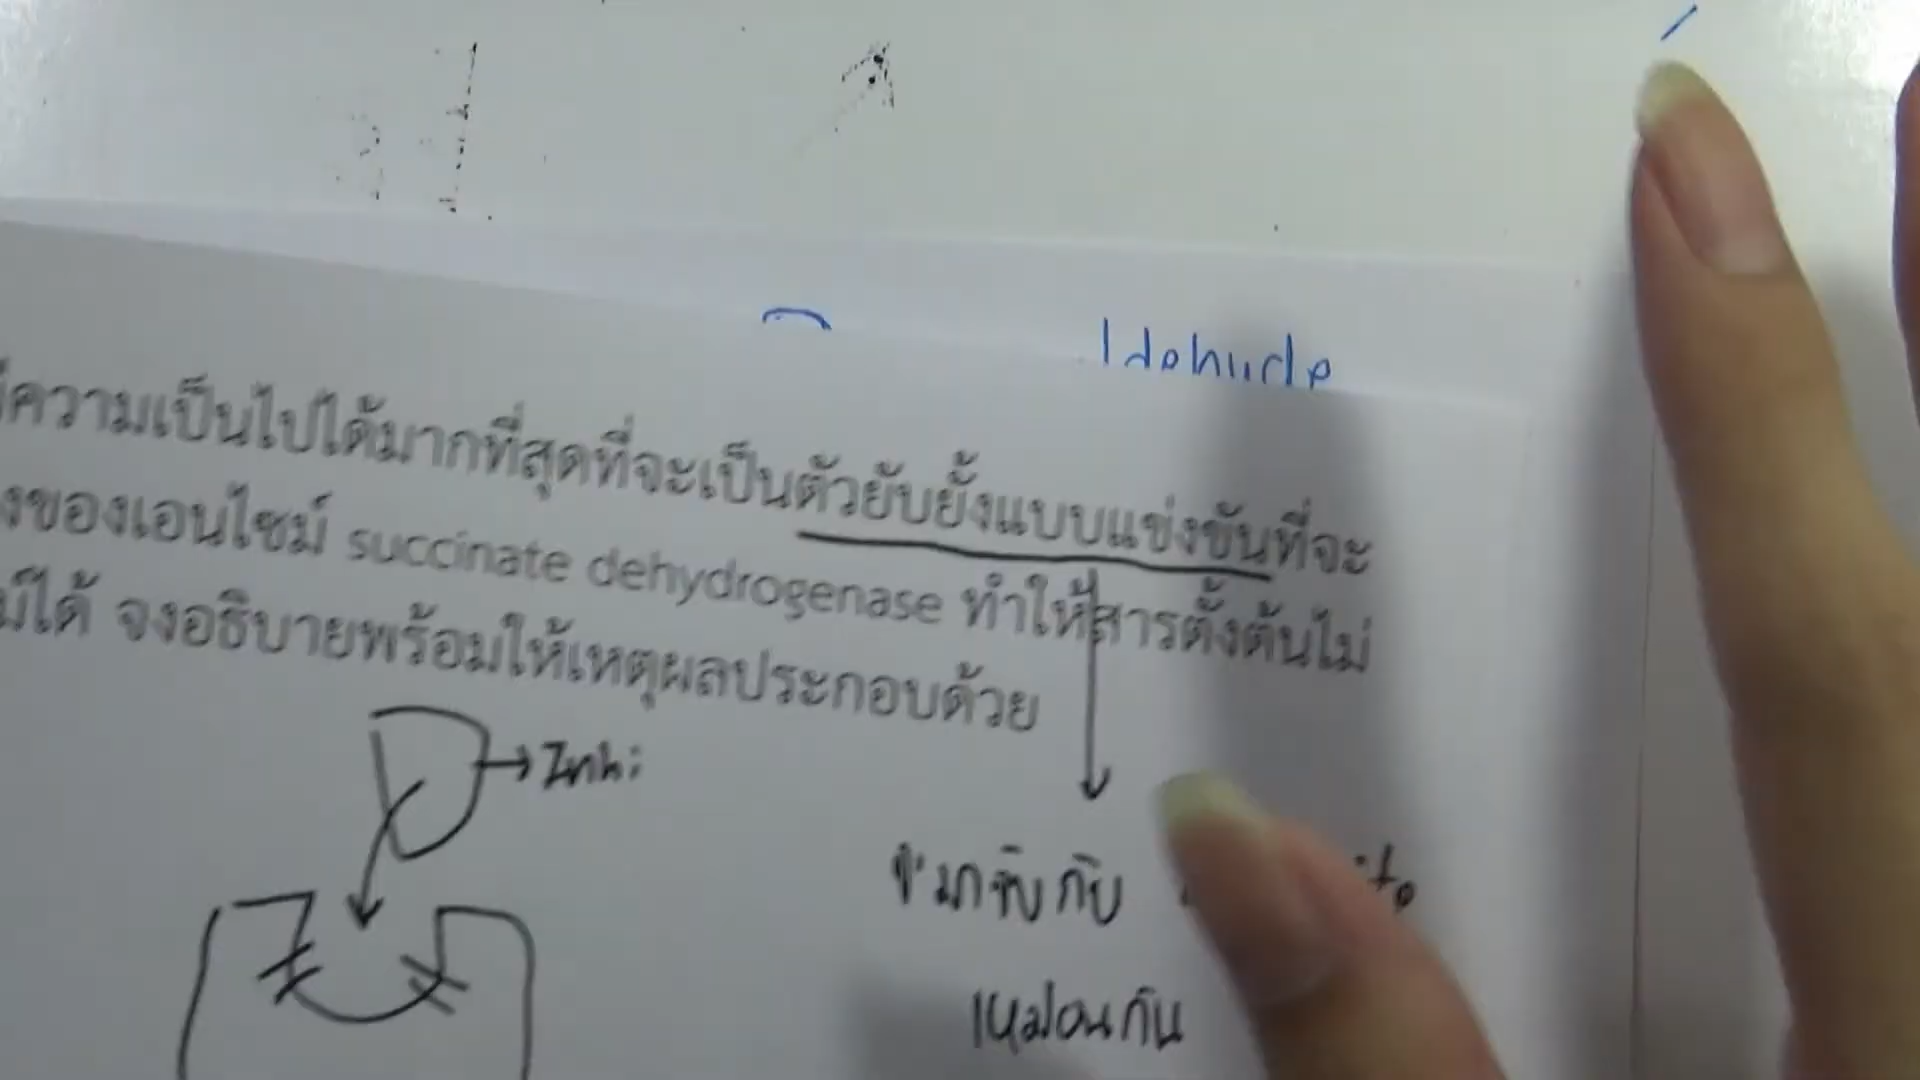 ความเป็นไปได้มากที่สุดที่จะเป็นตัวยับยั้งแบบแข่งขันที่จะ
ของเอนไซม์ succinate dehydrogenase ทำให้สารตั้งต้นไม่
ได้ จงอธิบายพร้อมให้เหตุผลประกอบด้วย
มาจับกับ
เหมือนกัน